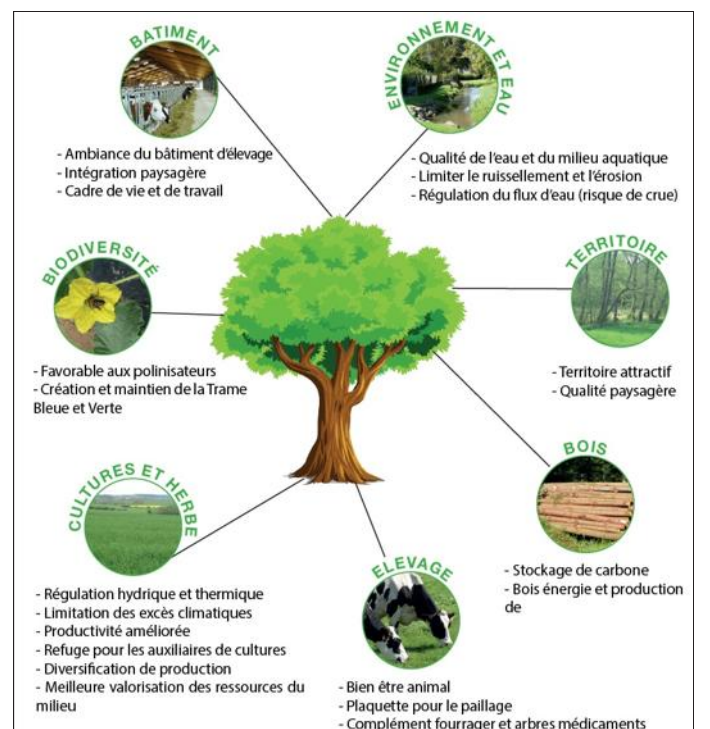 BATIMENT
- Ambiance du bâtiment d'élevage
- Intégration paysagère
- Cadre de vie et de travail
ENVIRONNEMENT ET EAU
- Qualité de l'eau et du milieu aquatique
- Limiter le ruissellement et l'érosion
- Régulation du flux d'eau (risque de crue)
BIODIVERSITÉ
- Favorable aux polinisateurs
- Création et maintien de la Trame
Bleue et Verte
TERRITOIRE
- Territoire attractif
- Qualité paysagère
BOIS
- Stockage de carbone
- Bois énergie et production
de
CULTURES ET HERBE
- Régulation hydrique et thermique
- Limitation des excès climatiques
- Productivité améliorée
- Refuge pour les auxiliaires de cultures
- Diversification de production
- Meilleure valorisation des ressources du
milieu
ELEVAGE
- Bien être animal
- Plaquette pour le paillage
- Complément fourrager et arbres médicaments